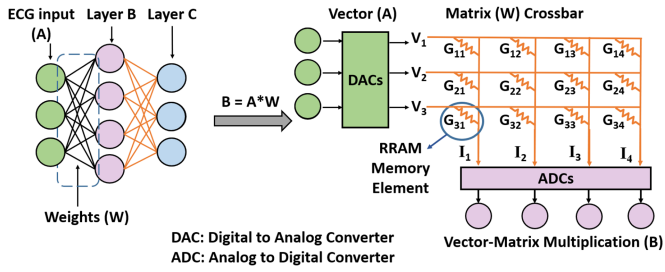 ECG input
(A)
Layer B
Layer C
Weights (W)
B = A*W
Vector (A)
Matrix (W) Crossbar
DACs
V1
V2
V3
G11 G12 G13 G14
G21 G22 G23 G24
G31 G32 G33 G34
RRAM
Memory
Element
I1 I2 I3 I4
ADCs
Vector-Matrix Multiplication (B)
DAC: Digital to Analog Converter
ADC: Analog to Digital Converter